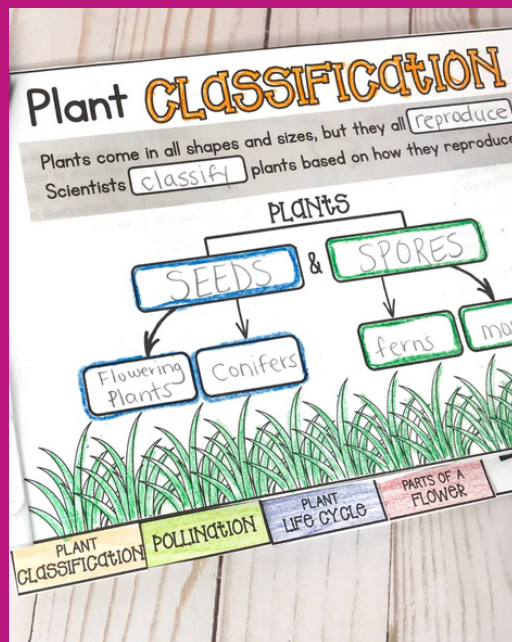 Plant CLASSIFICATION
Plants come in all shapes and sizes, but they all reproduce
Scientists classify plants based on how they reproduce
PLANTS
SEEDS & SPORES
Flowering
Plants
Conifers
ferns
PLANT
CLASSIFICATION
POLLINATION
PLANT
LIFE CYCLE
PARTS OF A
FLOWER